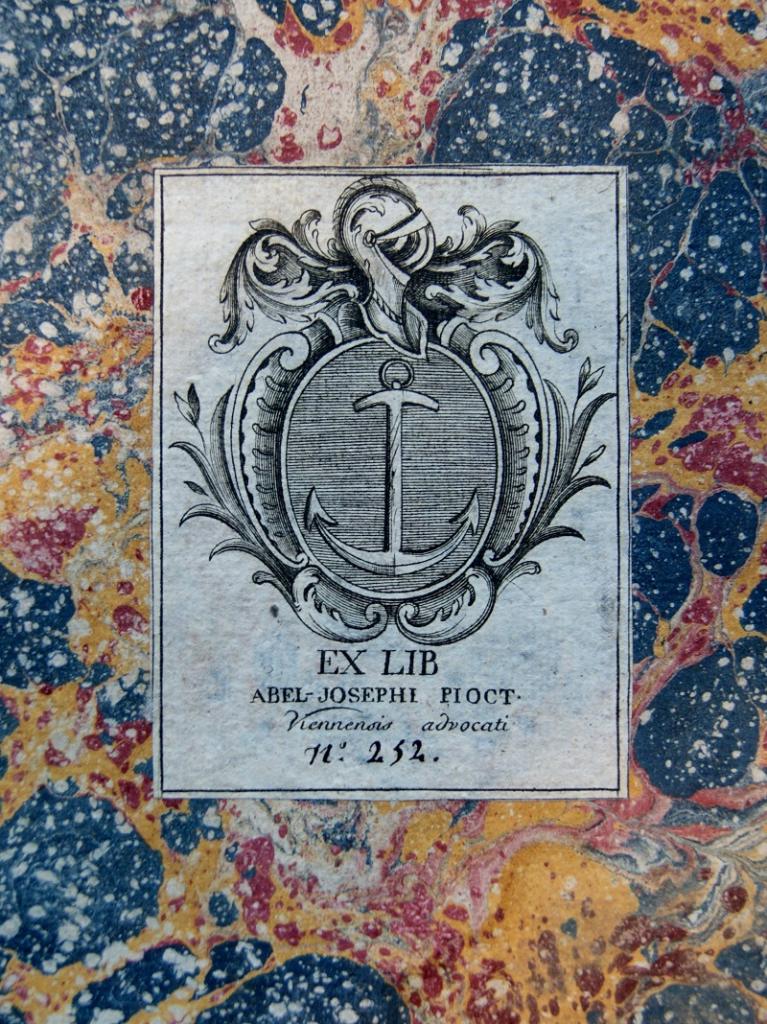 EX LIB
ABEL-JOSEPHI PIOCT.
Viennensis advocati
N.º 252.